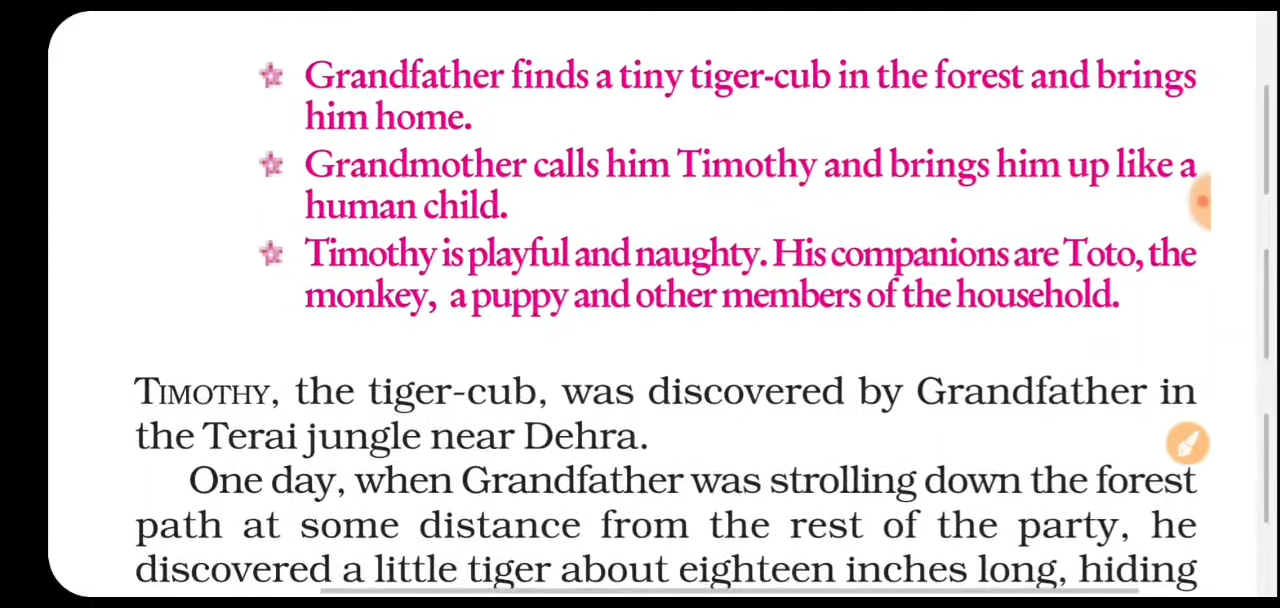 Grandfather finds a tiny tiger-cub in the forest and brings
him home.
Grandmother calls him Timothy and brings him up like a
human child.
Timothy is playful and naughty. His companions are Toto, the
monkey, a puppy and other members of the household.
TIMOTHY, the tiger-cub, was discovered by Grandfather in
the Terai jungle near Dehra.
One day, when Grandfather was strolling down the forest
path at some distance from the rest of the party, he
discovered a little tiger about eighteen inches long, hiding